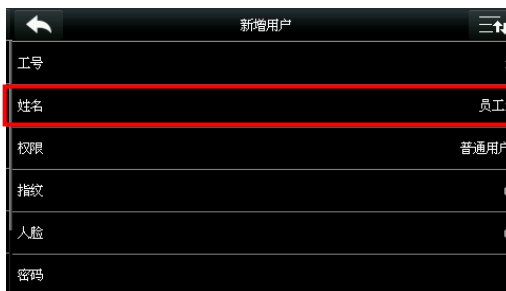 新增用户
工号
姓名 员工
权限 普通用户
指纹
人脸
密码